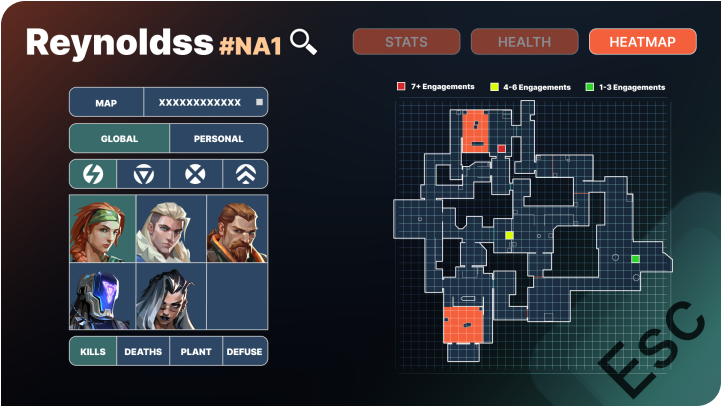 Reynoldss #NA1
STATS HEALTH HEATMAP
7+ Engagements 4-6 Engagements 1-3 Engagements
MAP XXXXXXXXXXXX
GLOBAL PERSONAL
KILLS DEATHS PLANT DEFUSE
Esc